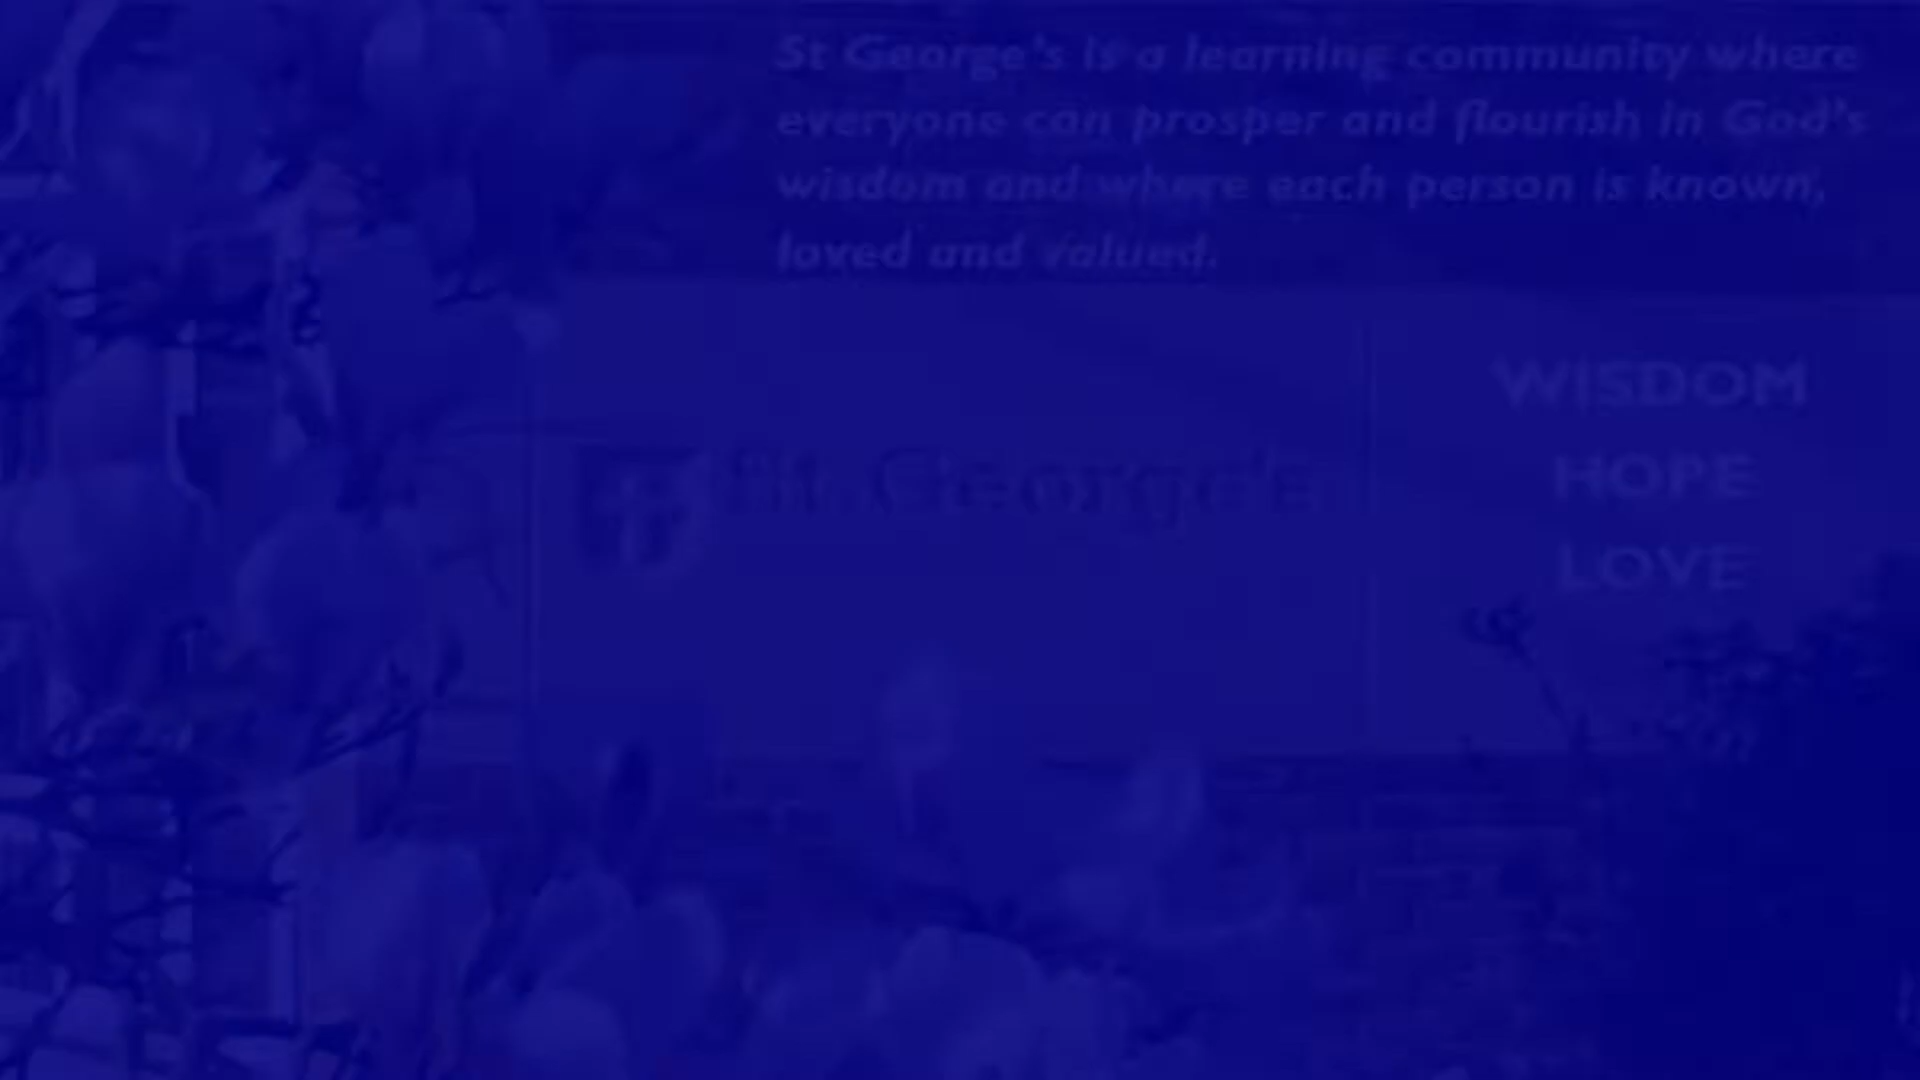 St George's is a learning community where
everyone can prosper and flourish in God's
wisdom and where each person is known,
loved and valued.
WISDOM
HOPE
LOVE
St. George's